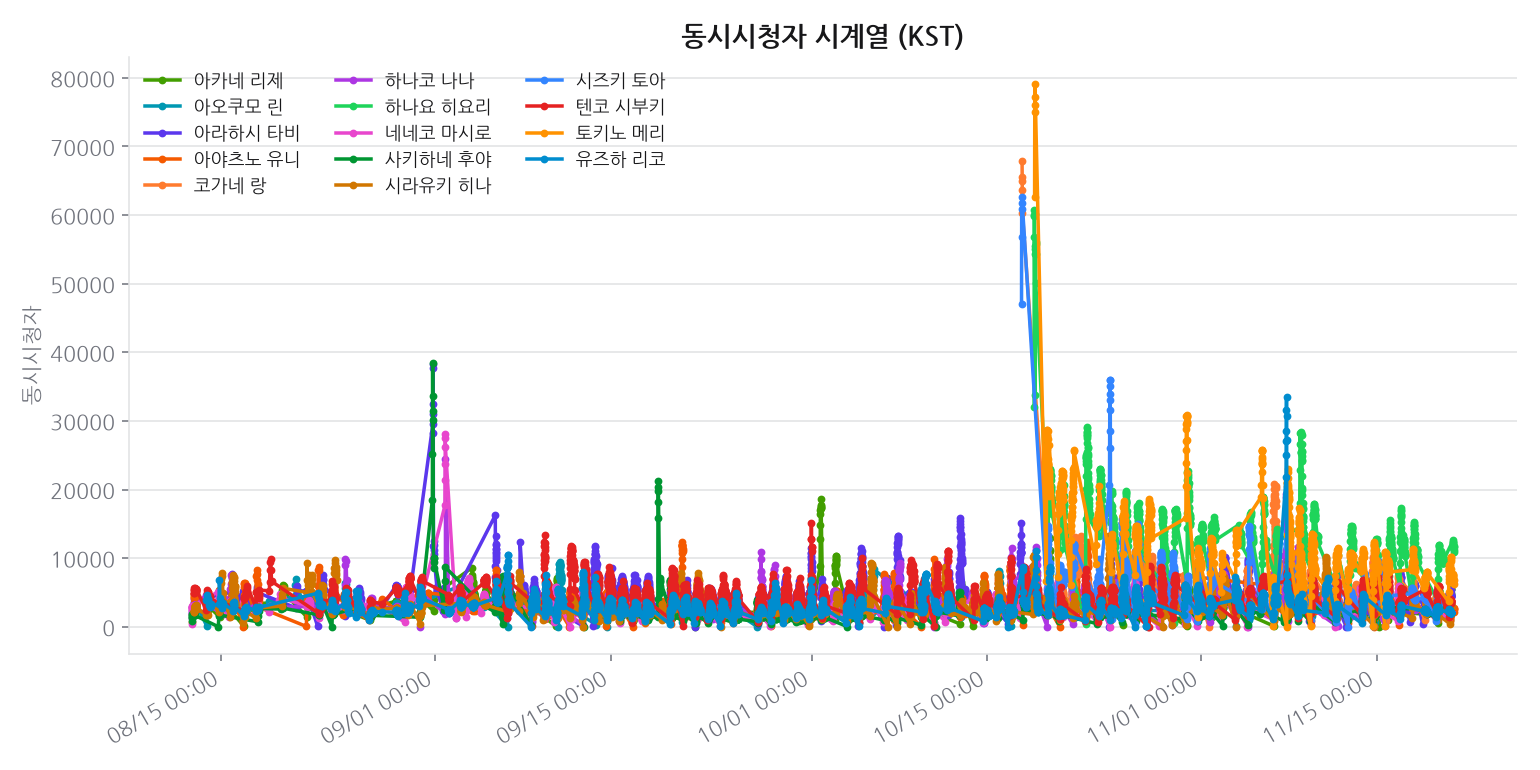 동시시청자 시계열 (KST)
아카네 리제
아오쿠모 린
아라하시 타비
아야츠노 유니
코가네 랑
하나코 나나
하나요 히요리
네네코 마시로
사키하네 후야
시라유키 히나
시즈키 토아
텐코 시부키
토키노 메리
유즈하 리코
동시시청자
80000
70000
60000
50000
40000
30000
20000
10000
0
08/15 00:00
09/01 00:00
09/15 00:00
10/01 00:00
10/15 00:00
11/01 00:00
11/15 00:00